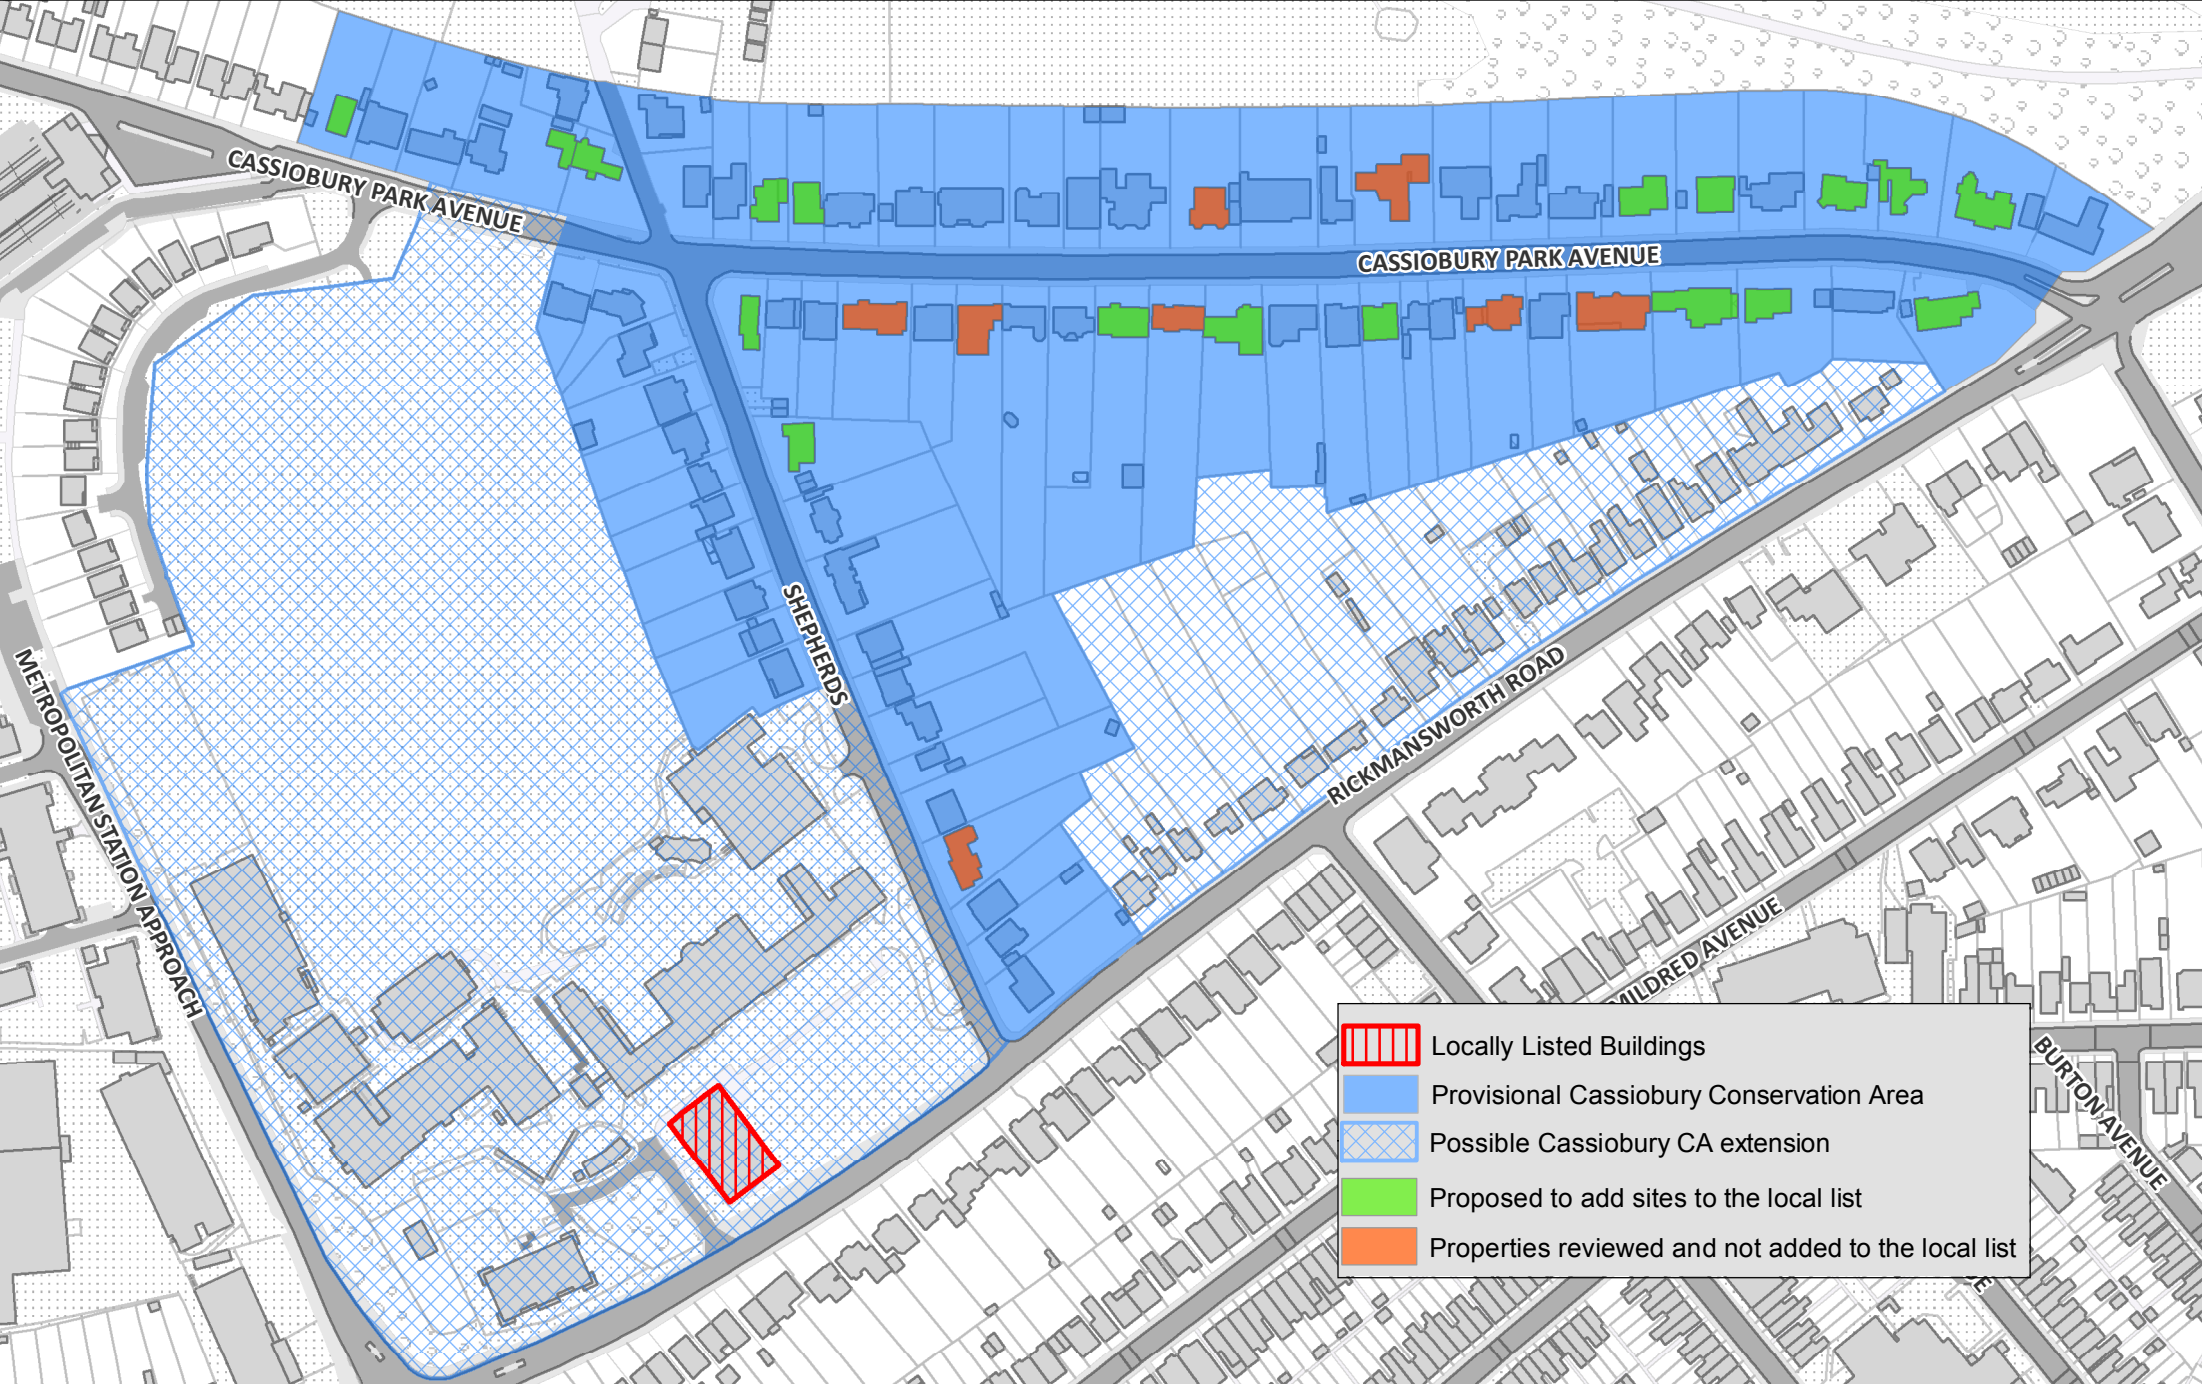 CASSIOBURY PARK AVENUE
CASSIOBURY PARK AVENUE
SHEPHERDS
METROPOLITAN STATION APPROACH
RICKMANSWORTH ROAD
MILDRED AVENUE
BURTON AVENUE
Locally Listed Buildings
Provisional Cassiobury Conservation Area
Possible Cassiobury CA extension
Proposed to add sites to the local list
Properties reviewed and not added to the local list